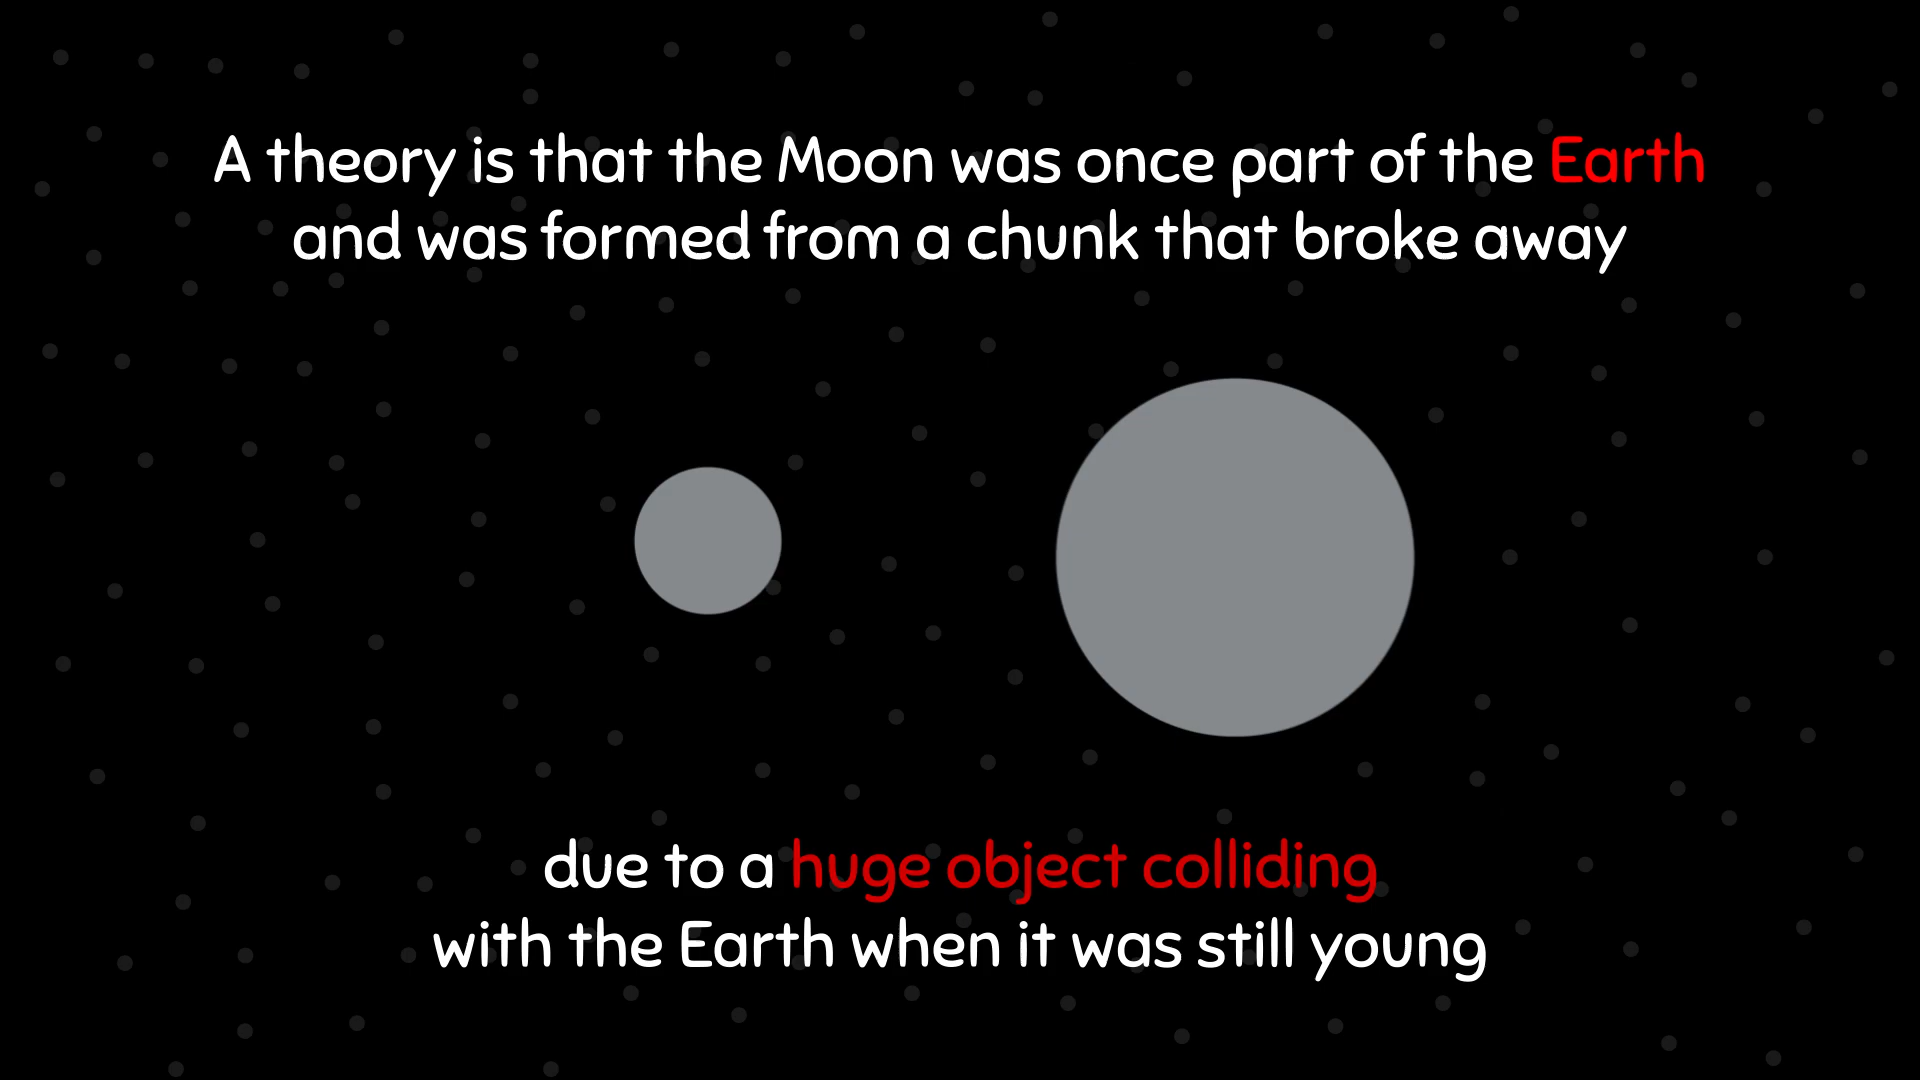 A theory is that the Moon was once part of the Earth
and was formed from a chunk that broke away
due to a huge object colliding
with the Earth when it was still young